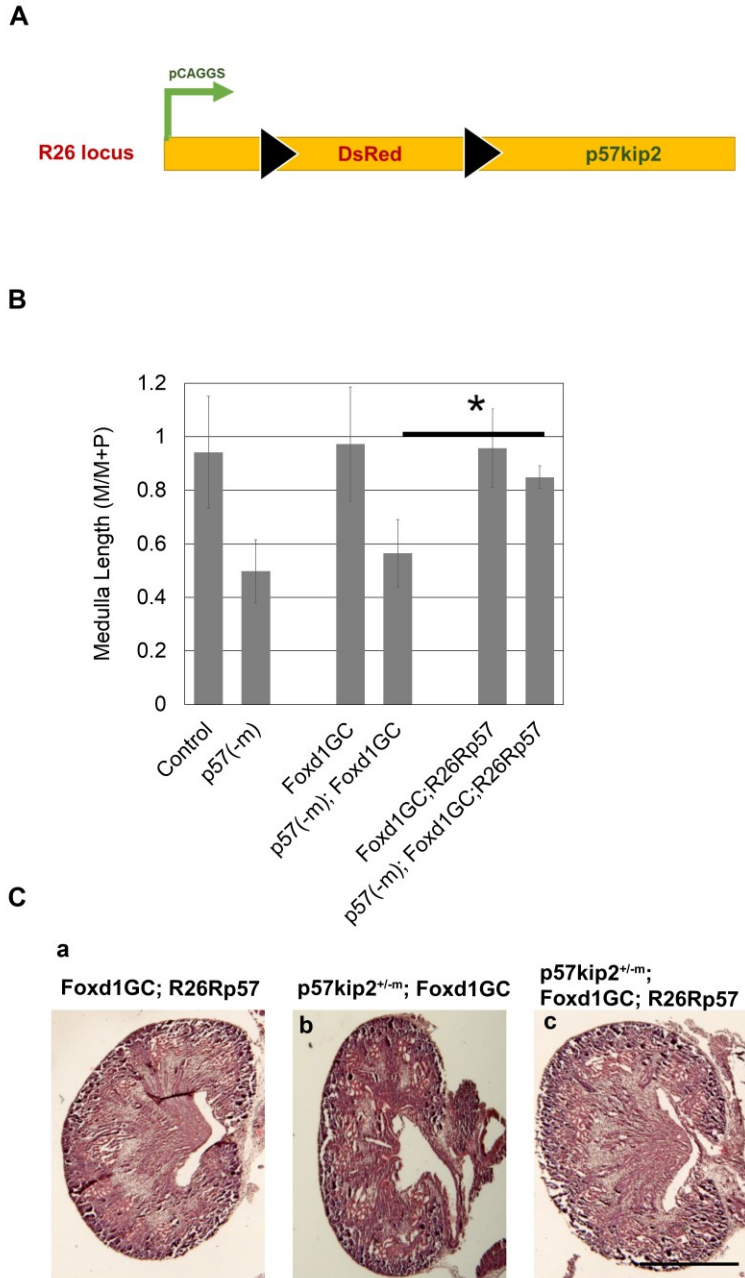 A
pCAGGS
R26 locus
DsRed
p57kip2
B
Medulla Length (M/M+P)
1.2
1
0.8
0.6
0.4
0.2
0
*
Control
p57(-m)
Foxd1GC
p57(-m); Foxd1GC
Foxd1GC;R26Rp57
p57(-m); Foxd1GC;R26Rp57
C
a
Foxd1GC; R26Rp57
b
p57kip2+/-m; Foxd1GC
c
p57kip2+/-m;
Foxd1GC; R26Rp57